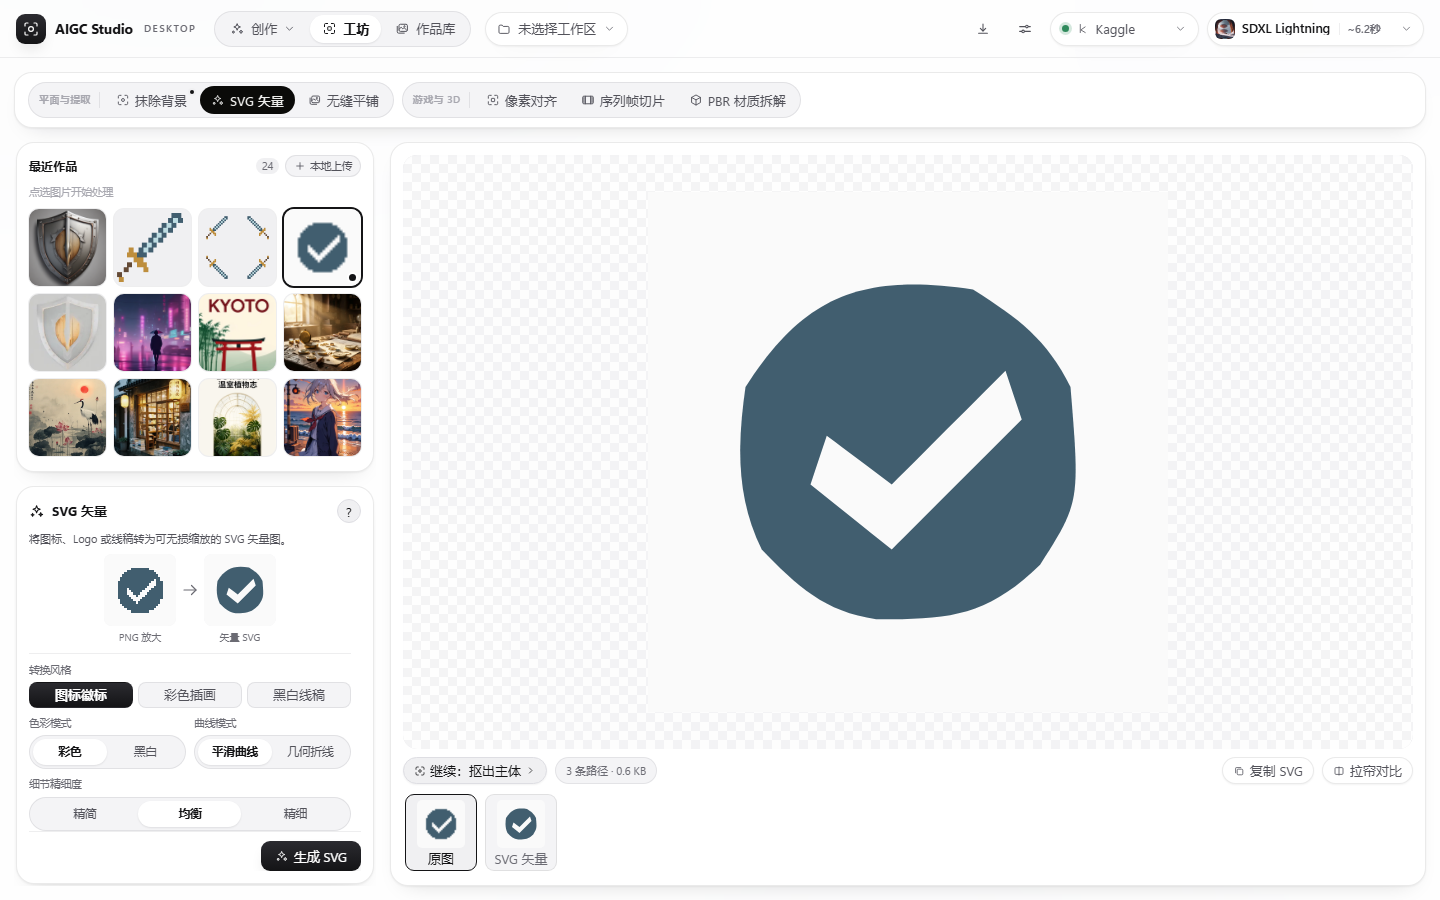 AIGC Studio DESKTOP 创作 工坊 作品库 未选择工作区 Kaggle SDXL Lightning ~6.2秒
平面与提取 抹除背景 SVG 矢量 无缝平铺 游戏与 3D 像素对齐 序列帧切片 PBR 材质拆解
最近作品 24 + 本地上传
点选图片开始处理
KYOTO
温室植物志
SVG 矢量 ?
将图标、Logo 或线稿转为可无损缩放的 SVG 矢量图。
PNG 放大 矢量 SVG
转换风格
图标徽标 彩色插画 黑白线稿
色彩模式 曲线模式
彩色 黑白 平滑曲线 几何折线
细节精细度
精简 均衡 精细
生成 SVG
继续：抠出主体 3 条路径 · 0.6 KB 复制 SVG 拉帘对比
原图 SVG 矢量